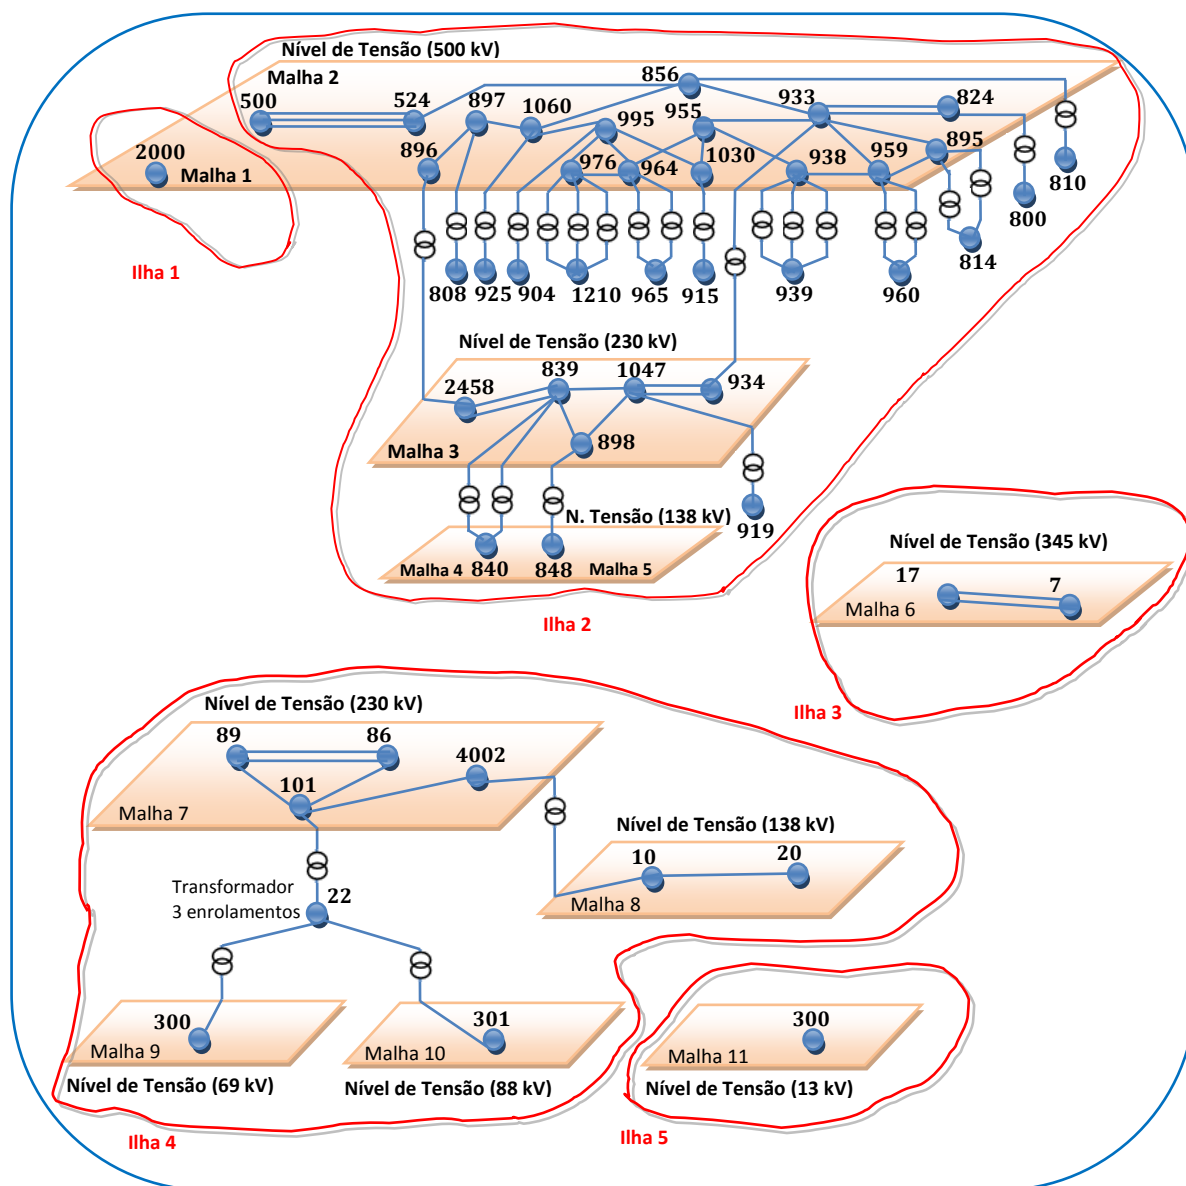 Nível de Tensão (500 kV)
Malha 2
856
500
524
897
1060
995
955
933
824
2000
Malha 1
896
976
964
1030
938
959
895
810
800
814
Ilha 1
808
925
904
1210
965
915
939
960
Nível de Tensão (230 kV)
2458
839
1047
934
Malha 3
898
N. Tensão (138 kV)
919
Malha 4
840
848
Malha 5
Ilha 2
Nível de Tensão (345 kV)
17
7
Malha 6
Ilha 3
Nível de Tensão (230 kV)
89
86
4002
101
Malha 7
Nível de Tensão (138 kV)
10
20
Malha 8
Transformador
3 enrolamentos
22
300
Malha 9
Nível de Tensão (69 kV)
301
Malha 10
Nível de Tensão (88 kV)
300
Malha 11
Nível de Tensão (13 kV)
Ilha 4
Ilha 5